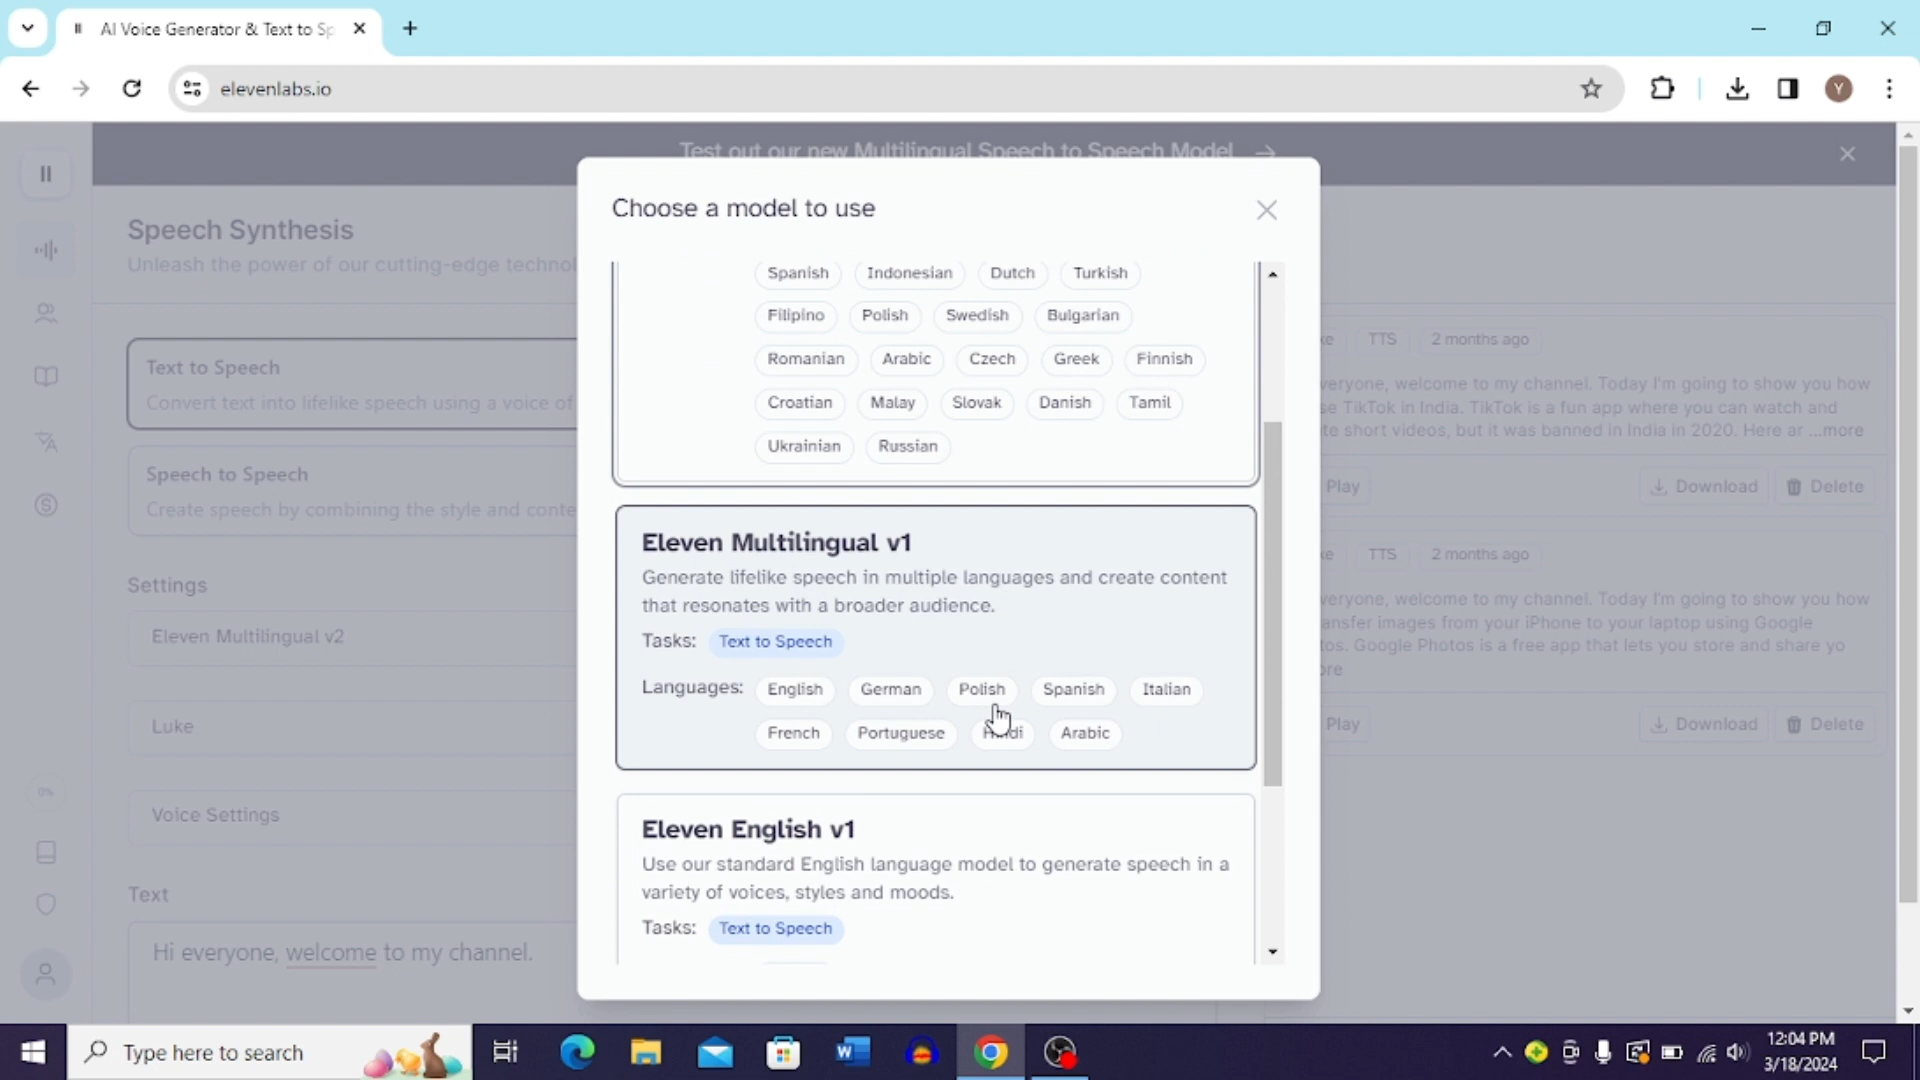 AI Voice Generator & Text to Sp
elevenlabs.io
Test out our new Multilingual Speech to Speech Model →
Speech Synthesis
Unleash the power of our cutting-edge technol
Text to Speech
Convert text into lifelike speech using a voice of
Speech to Speech
Create speech by combining the style and conte
Settings
Eleven Multilingual v2
Luke
Voice Settings
Text
Hi everyone, welcome to my channel.
0%
Choose a model to use
Spanish Indonesian Dutch Turkish
Filipino Polish Swedish Bulgarian
Romanian Arabic Czech Greek Finnish
Croatian Malay Slovak Danish Tamil
Ukrainian Russian
Eleven Multilingual v1
Generate lifelike speech in multiple languages and create content
that resonates with a broader audience.
Tasks: Text to Speech
Languages: English German Polish Spanish Italian
French Portuguese Hindi Arabic
Eleven English v1
Use our standard English language model to generate speech in a
variety of voices, styles and moods.
Tasks: Text to Speech
ke TTS 2 months ago
veryone, welcome to my channel. Today I'm going to show you how
se TikTok in India. TikTok is a fun app where you can watch and
te short videos, but it was banned in India in 2020. Here ar ...more
Play Download Delete
ke TTS 2 months ago
veryone, welcome to my channel. Today I'm going to show you how
ansfer images from your iPhone to your laptop using Google
tos. Google Photos is a free app that lets you store and share yo
ore
Play Download Delete
Y
Type here to search
12:04 PM
3/18/2024